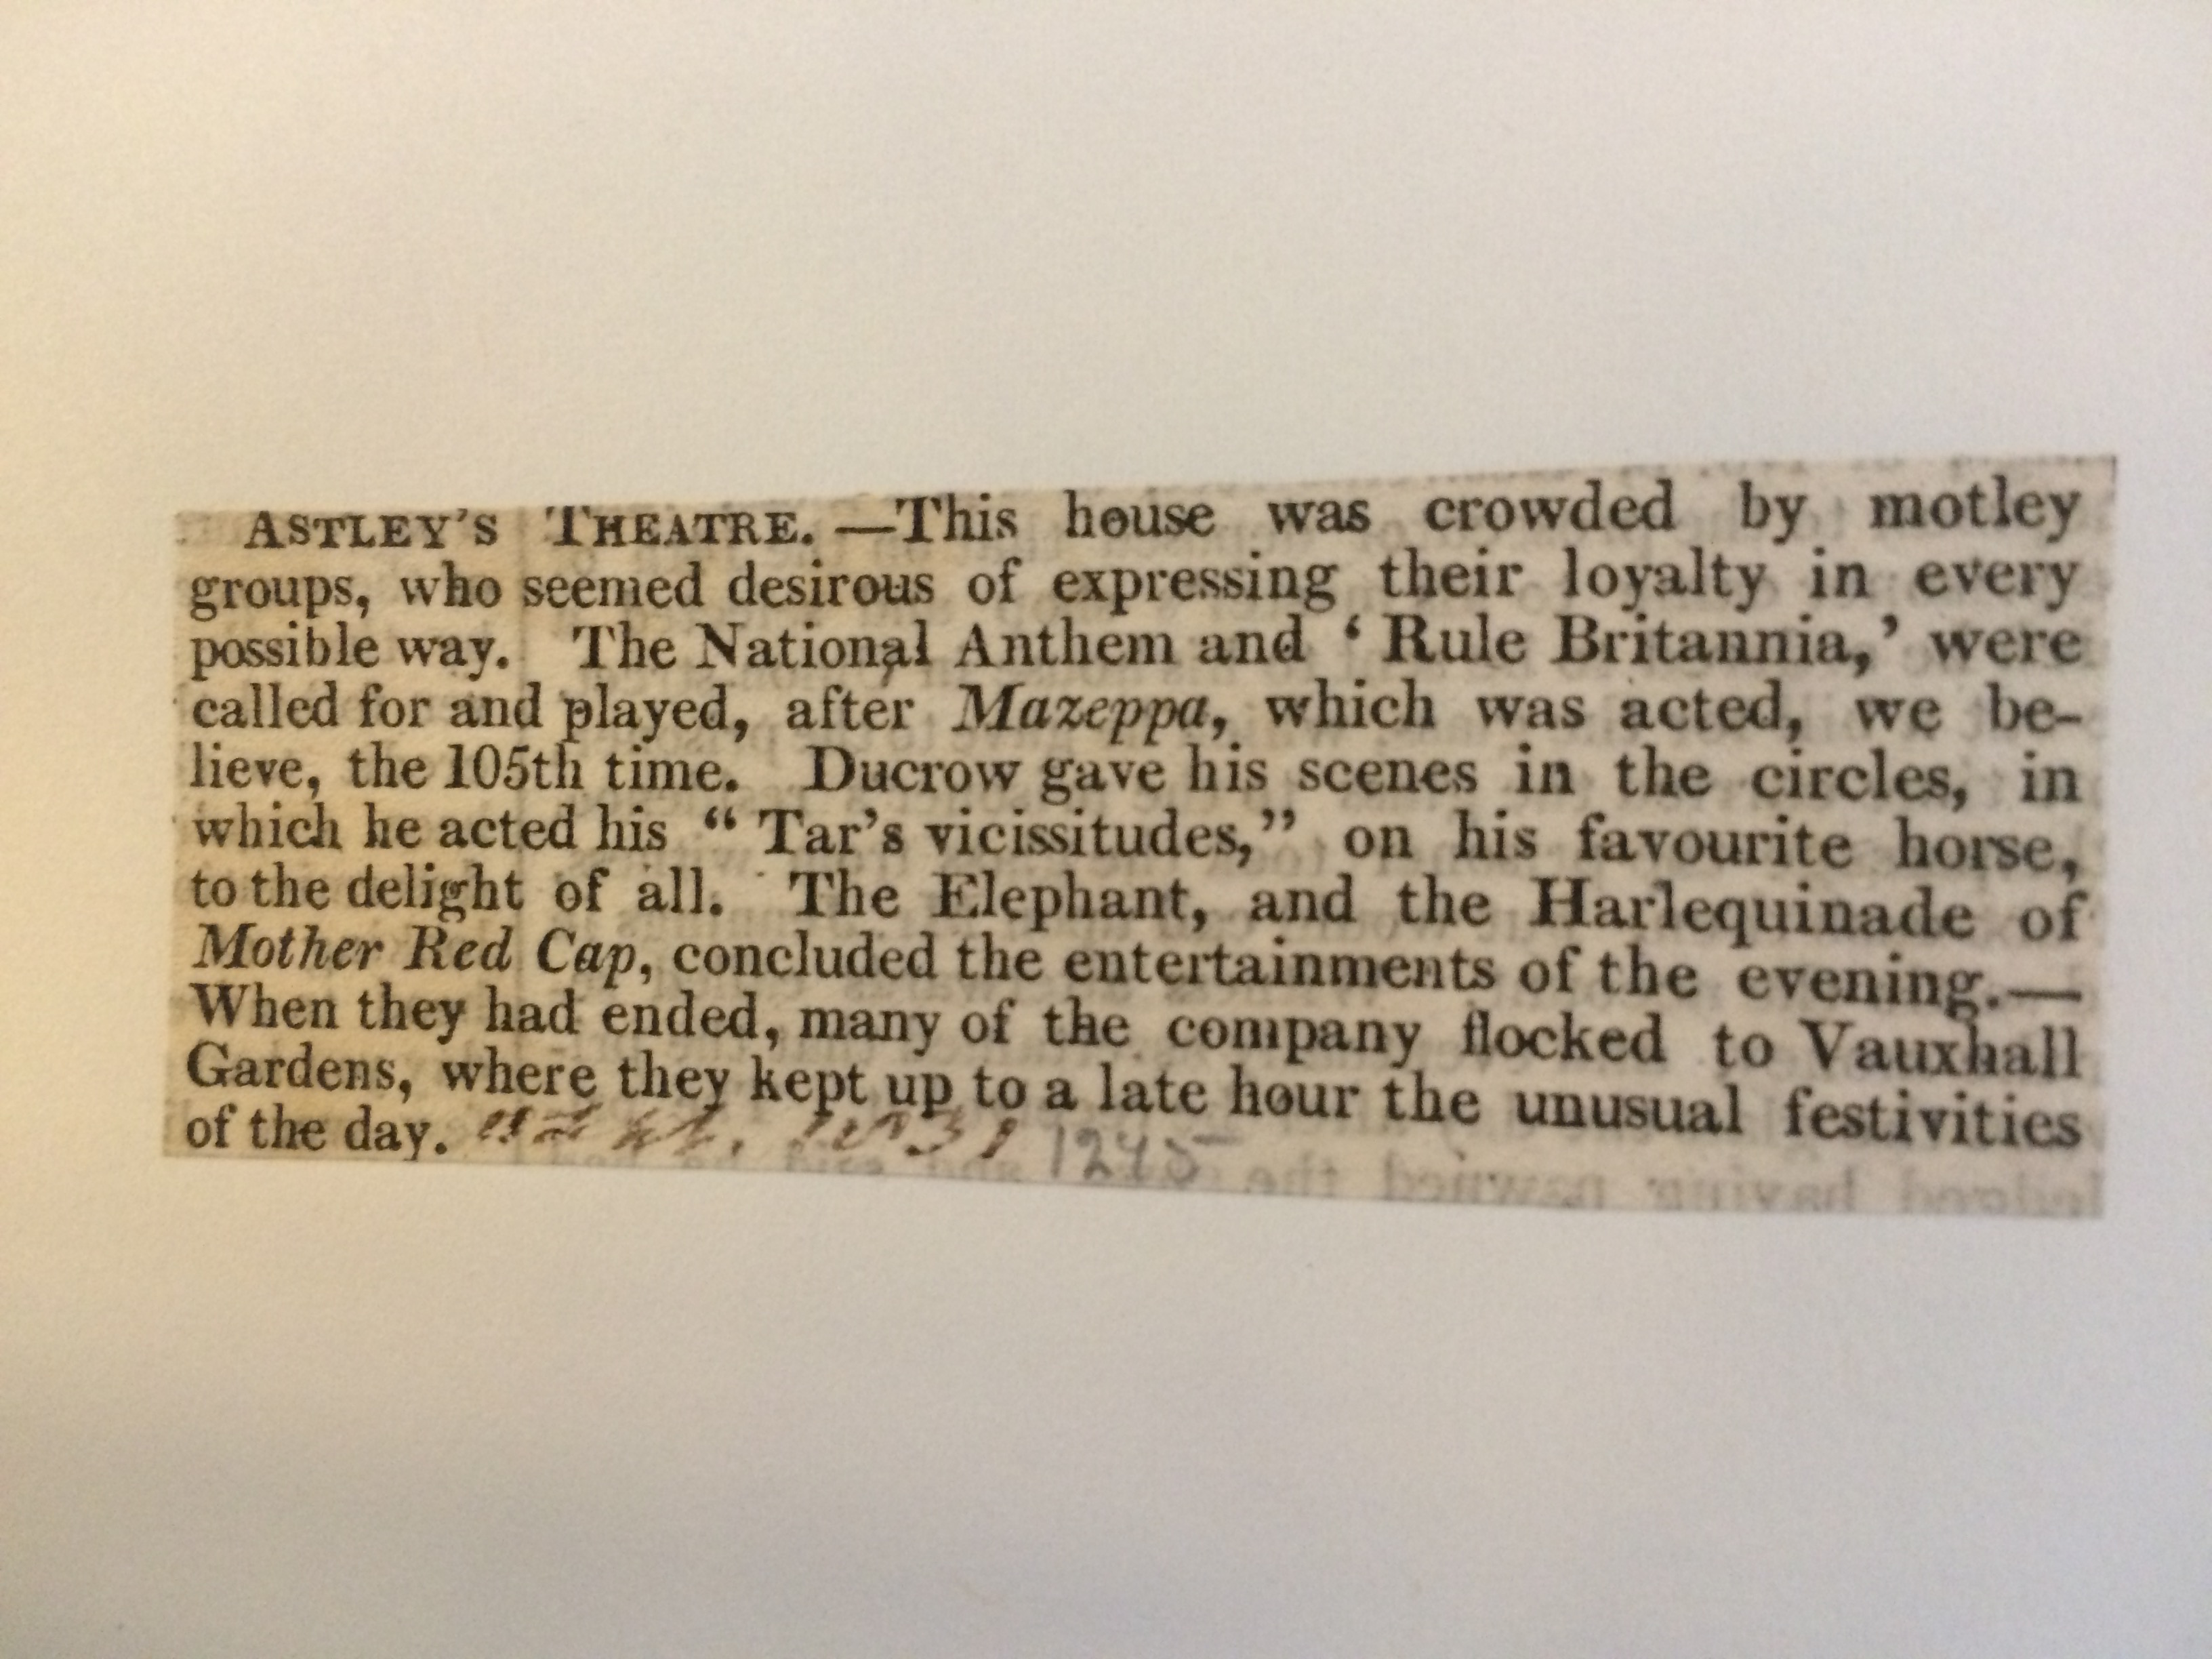 ASTLEY'S THEATRE.—This house was crowded by motley
groups, who seemed desirous of expressing their loyalty in every
possible way. The National Anthem and ‘Rule Britannia,’ were
called for and played, after Mazeppa, which was acted, we be-
lieve, the 105th time. Ducrow gave his scenes in the circles, in
which he acted his “Tar's vicissitudes,” on his favourite horse,
to the delight of all. The Elephant, and the Harlequinade of
Mother Red Cap, concluded the entertainments of the evening.—
When they had ended, many of the company flocked to Vauxhall
Gardens, where they kept up to a late hour the unusual festivities
of the day. 1831 1245